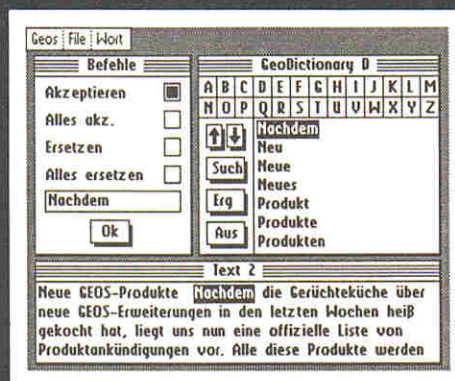 Geos File Wort
Befehle
Akzeptieren
Alles akz.
Ersetzen
Alles ersetzen
Nachdem
Ok
GeoDictionary D
A B C D E F G H I J K L M
N O P Q R S T U V W X Y Z
Such
Erg
Aus
Nachdem
Neu
Neue
Neues
Produkt
Produkte
Produkten
Text 2
Neue GEOS-Produkte Nachdem die Gerüchteküche über
neue GEOS-Erweiterungen in den letzten Wochen heiß
gekocht hat, liegt uns nun eine offizielle Liste von
Produktankündigungen vor. Alle diese Produkte werden